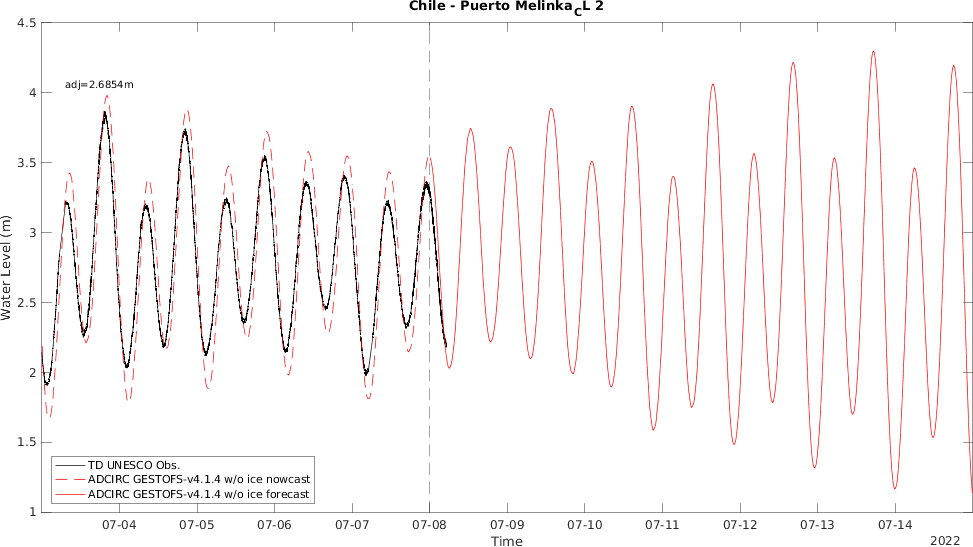 Chile - Puerto Melinka_CL 2
adj=2.6854m
Water Level (m)
4.5
4
3.5
3
2.5
2
1.5
1
TD UNESCO Obs.
ADCIRC GESTOFS-v4.1.4 w/o ice nowcast
ADCIRC GESTOFS-v4.1.4 w/o ice forecast
07-04 07-05 07-06 07-07 07-08 07-09 07-10 07-11 07-12 07-13 07-14
Time
2022